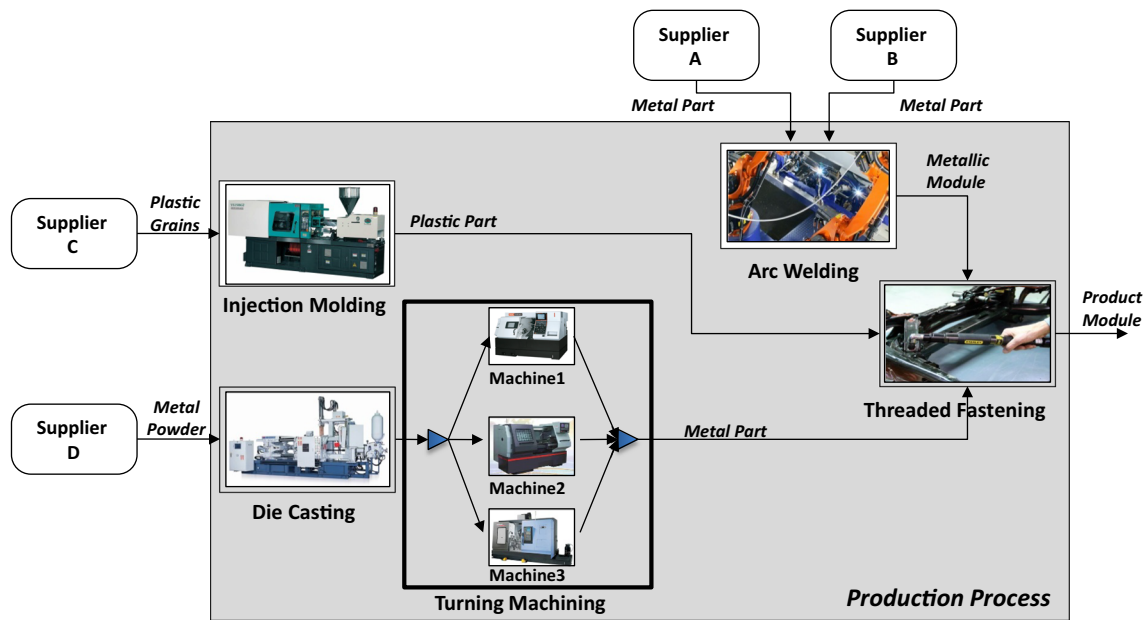 Supplier
A
Supplier
B
Metal Part
Metal Part
Metallic
Module
Arc Welding
Supplier
C
Plastic
Grains
Plastic Part
Injection Molding
Product
Module
Threaded Fastening
Machine1
Supplier
D
Metal
Powder
Metal Part
Machine2
Die Casting
Machine3
Turning Machining
Production Process